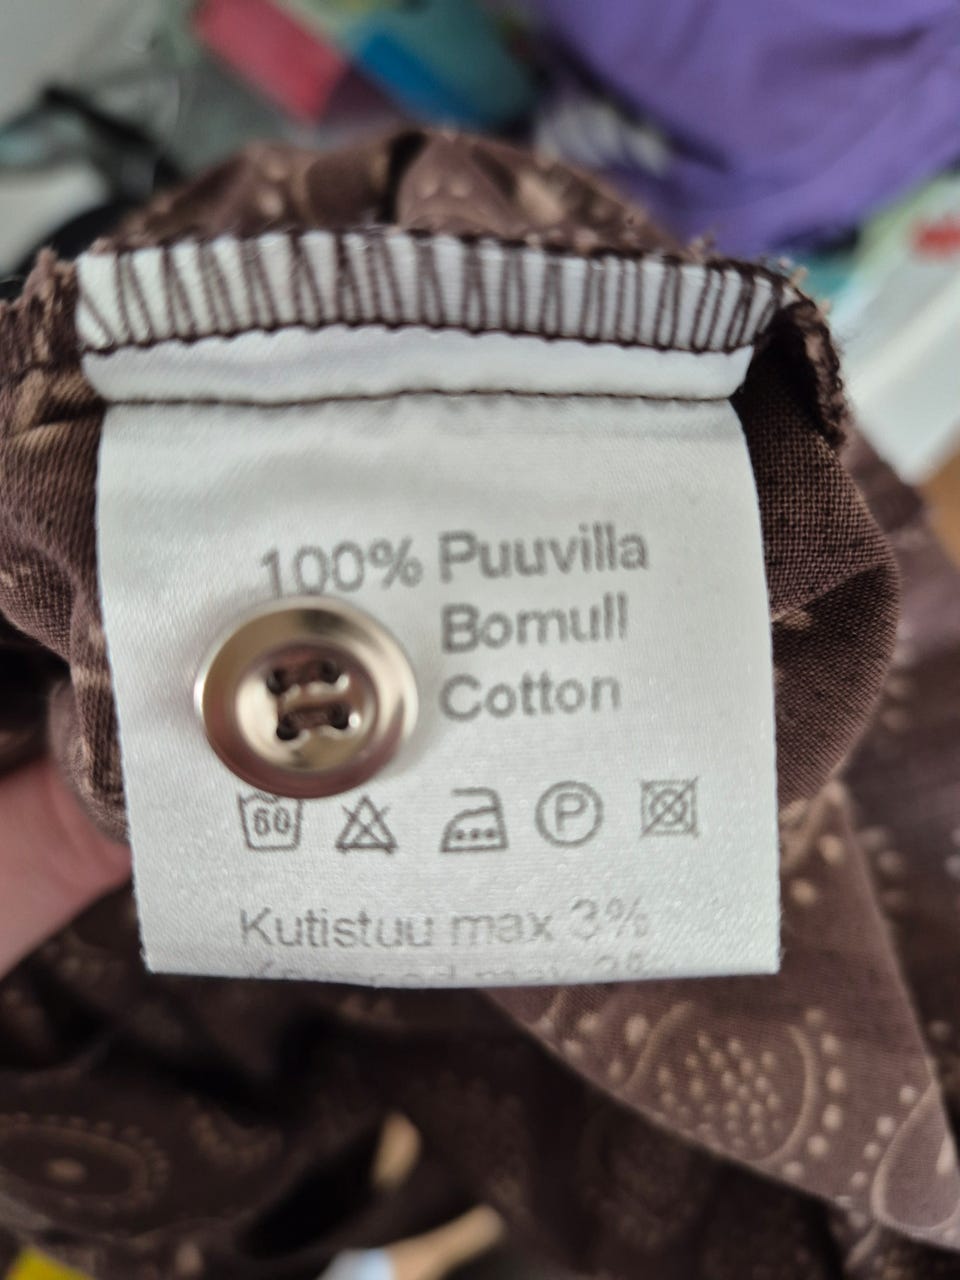 100% Puuvilla
Bomull
Cotton
60
P
Kutistuu max 3%